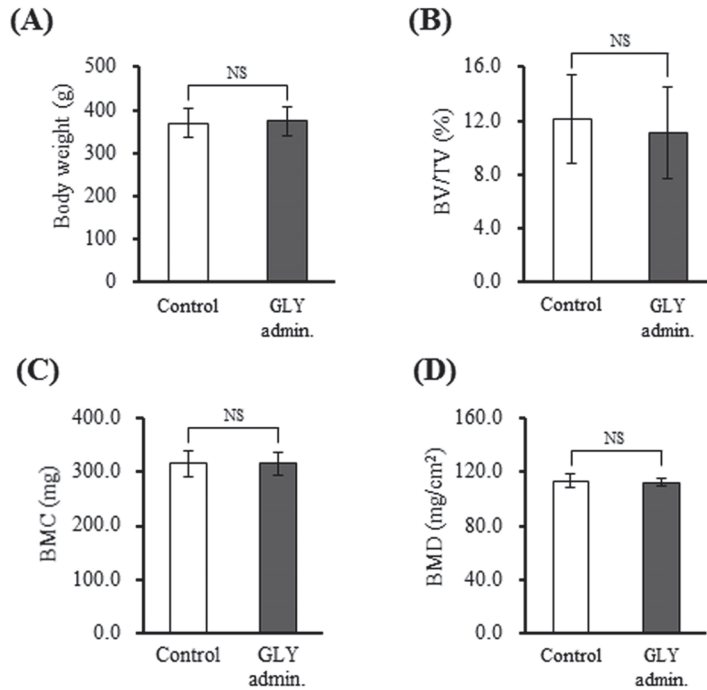 (A)
NS
Body weight (g)
500
400
300
200
100
0
Control
GLY
admin.
(B)
NS
BV/TV (%)
16.0
12.0
8.0
4.0
0.0
Control
GLY
admin.
(C)
NS
BMC (mg)
400.0
300.0
200.0
100.0
0.0
Control
GLY
admin.
(D)
NS
BMD (mg/cm²)
160.0
120.0
80.0
40.0
0.0
Control
GLY
admin.